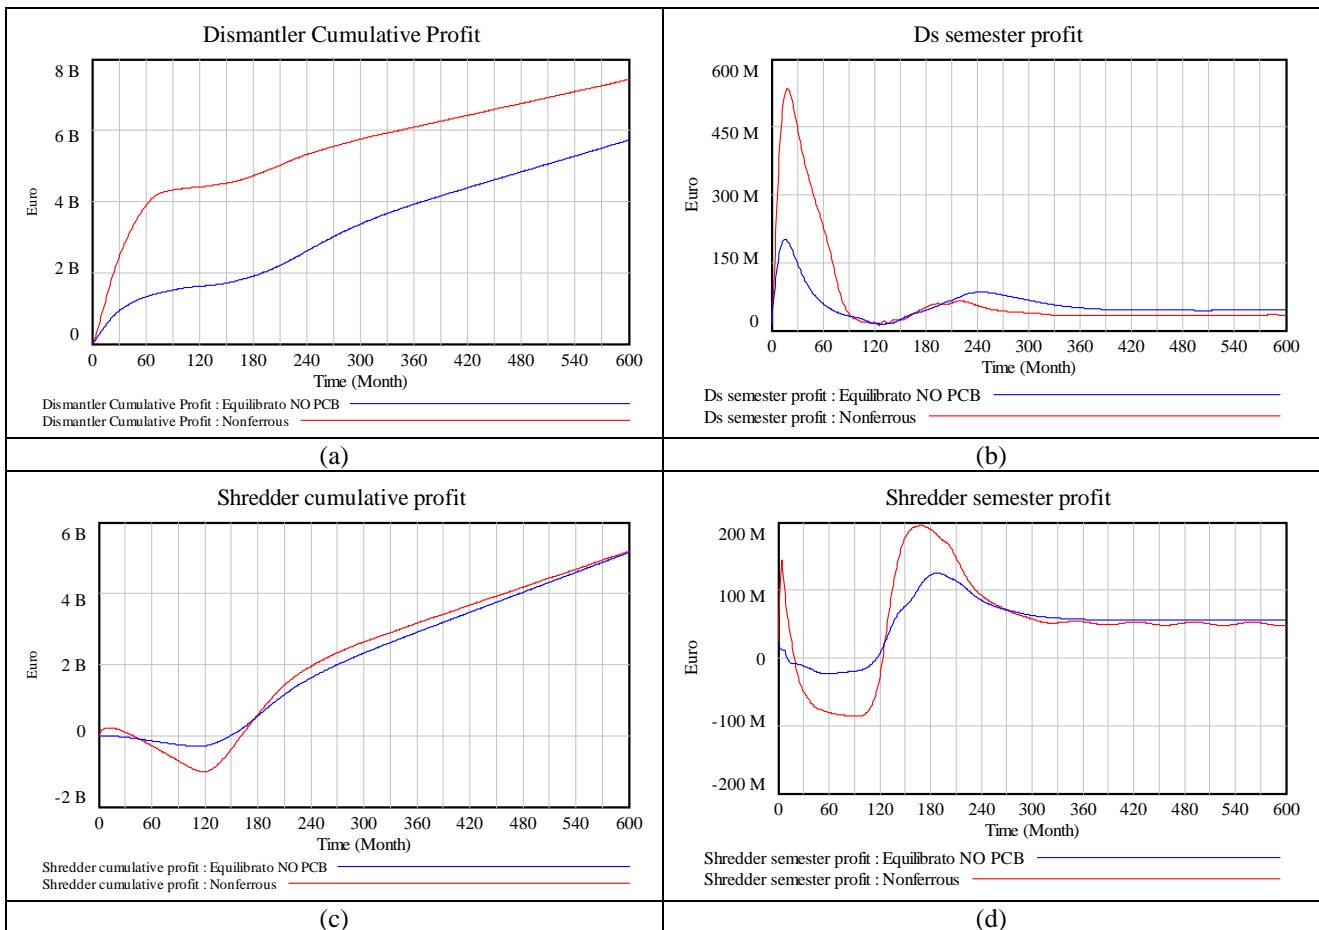 Dismantler Cumulative Profit
8 B
6 B
4 B
2 B
0
Euro
0 60 120 180 240 300 360 420 480 540 600
Time (Month)
Dismantler Cumulative Profit : Equilibrato NO PCB
Dismantler Cumulative Profit : Nonferrous
(a)
Ds semester profit
600 M
450 M
300 M
150 M
0
Euro
0 60 120 180 240 300 360 420 480 540 600
Time (Month)
Ds semester profit : Equilibrato NO PCB
Ds semester profit : Nonferrous
(b)
Shredder cumulative profit
6 B
4 B
2 B
0
-2 B
Euro
0 60 120 180 240 300 360 420 480 540 600
Time (Month)
Shredder cumulative profit : Equilibrato NO PCB
Shredder cumulative profit : Nonferrous
(c)
Shredder semester profit
200 M
100 M
0
-100 M
-200 M
Euro
0 60 120 180 240 300 360 420 480 540 600
Time (Month)
Shredder semester profit : Equilibrato NO PCB
Shredder semester profit : Nonferrous
(d)